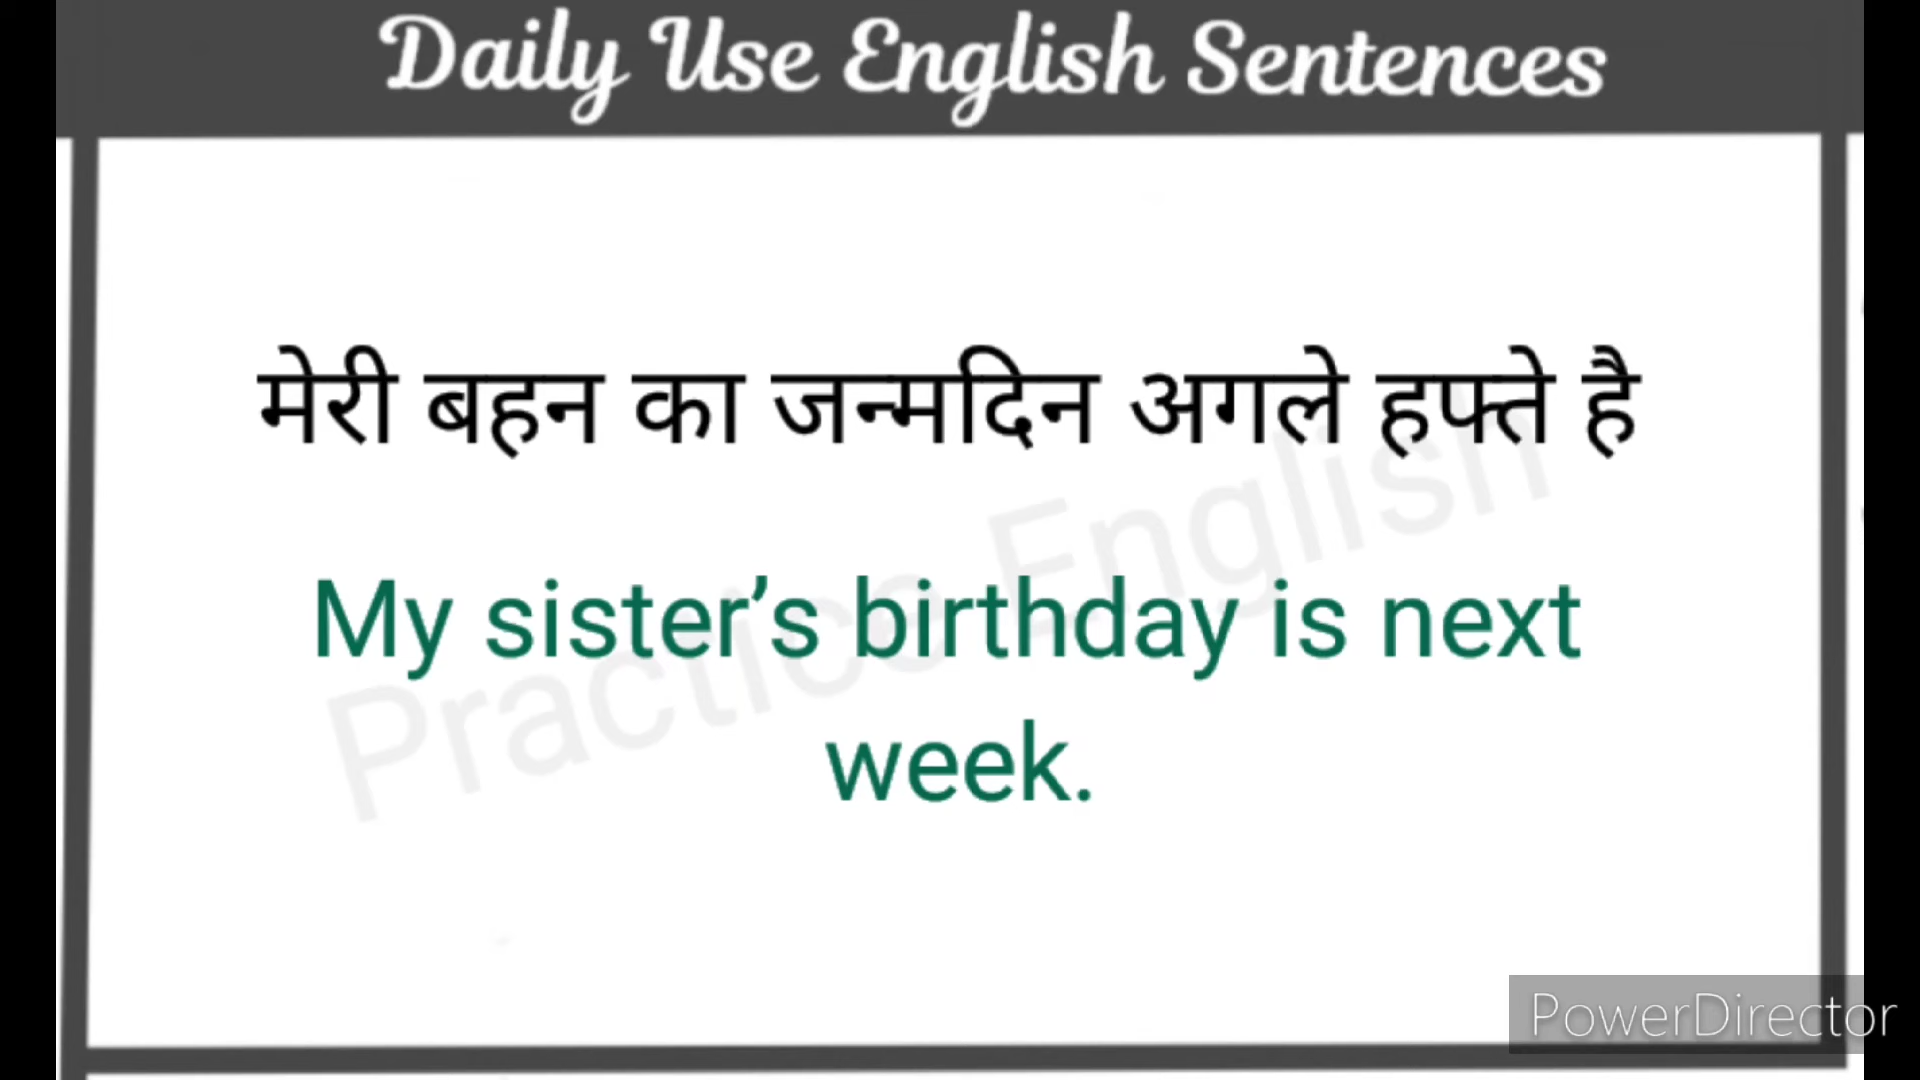 Daily Use English Sentences
मेरी बहन का जन्मदिन अगले हफ्ते है
Practice English
My sister’s birthday is next
week.
PowerDirector